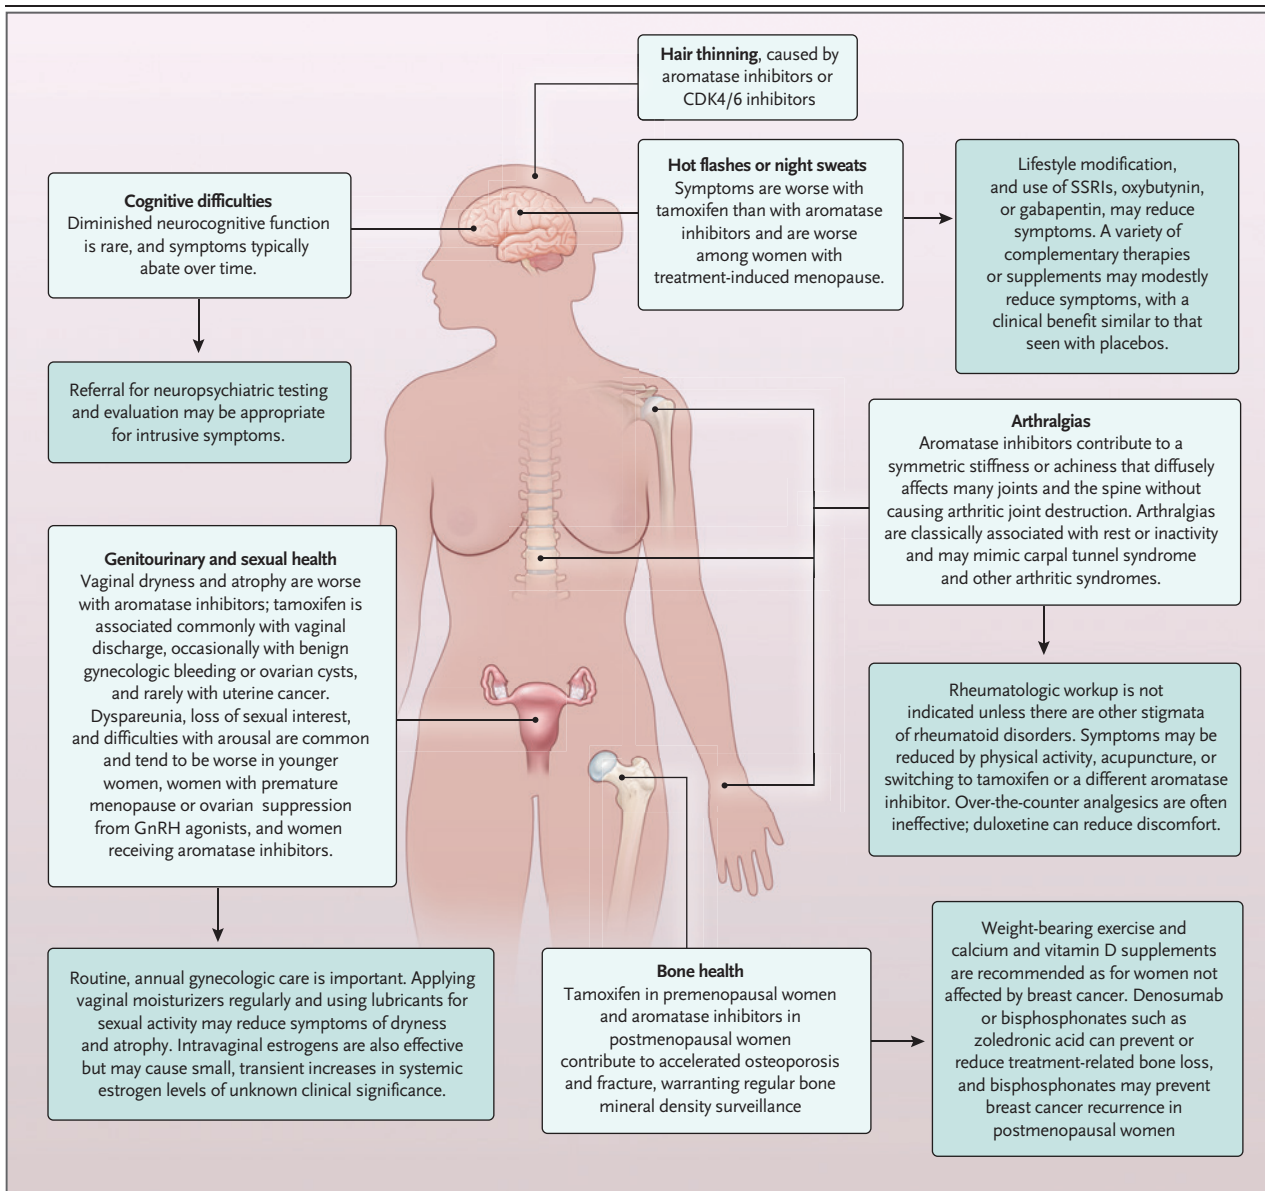 Hair thinning, caused by
aromatase inhibitors or
CDK4/6 inhibitors
Hot flashes or night sweats
Symptoms are worse with
tamoxifen than with aromatase
inhibitors and are worse
among women with
treatment-induced menopause.
Lifestyle modification,
and use of SSRIs, oxybutynin,
or gabapentin, may reduce
symptoms. A variety of
complementary therapies
or supplements may modestly
reduce symptoms, with a
clinical benefit similar to that
seen with placebos.
Cognitive difficulties
Diminished neurocognitive function
is rare, and symptoms typically
abate over time.
Referral for neuropsychiatric testing
and evaluation may be appropriate
for intrusive symptoms.
Arthralgias
Aromatase inhibitors contribute to a
symmetric stiffness or achiness that diffusely
affects many joints and the spine without
causing arthritic joint destruction. Arthralgias
are classically associated with rest or inactivity
and may mimic carpal tunnel syndrome
and other arthritic syndromes.
Rheumatologic workup is not
indicated unless there are other stigmata
of rheumatoid disorders. Symptoms may be
reduced by physical activity, acupuncture, or
switching to tamoxifen or a different aromatase
inhibitor. Over-the-counter analgesics are often
ineffective; duloxetine can reduce discomfort.
Genitourinary and sexual health
Vaginal dryness and atrophy are worse
with aromatase inhibitors; tamoxifen is
associated commonly with vaginal
discharge, occasionally with benign
gynecologic bleeding or ovarian cysts,
and rarely with uterine cancer.
Dyspareunia, loss of sexual interest,
and difficulties with arousal are common
and tend to be worse in younger
women, women with premature
menopause or ovarian suppression
from GnRH agonists, and women
receiving aromatase inhibitors.
Routine, annual gynecologic care is important. Applying
vaginal moisturizers regularly and using lubricants for
sexual activity may reduce symptoms of dryness
and atrophy. Intravaginal estrogens are also effective
but may cause small, transient increases in systemic
estrogen levels of unknown clinical significance.
Bone health
Tamoxifen in premenopausal women
and aromatase inhibitors in
postmenopausal women
contribute to accelerated osteoporosis
and fracture, warranting regular bone
mineral density surveillance
Weight-bearing exercise and
calcium and vitamin D supplements
are recommended as for women not
affected by breast cancer. Denosumab
or bisphosphonates such as
zoledronic acid can prevent or
reduce treatment-related bone loss,
and bisphosphonates may prevent
breast cancer recurrence in
postmenopausal women